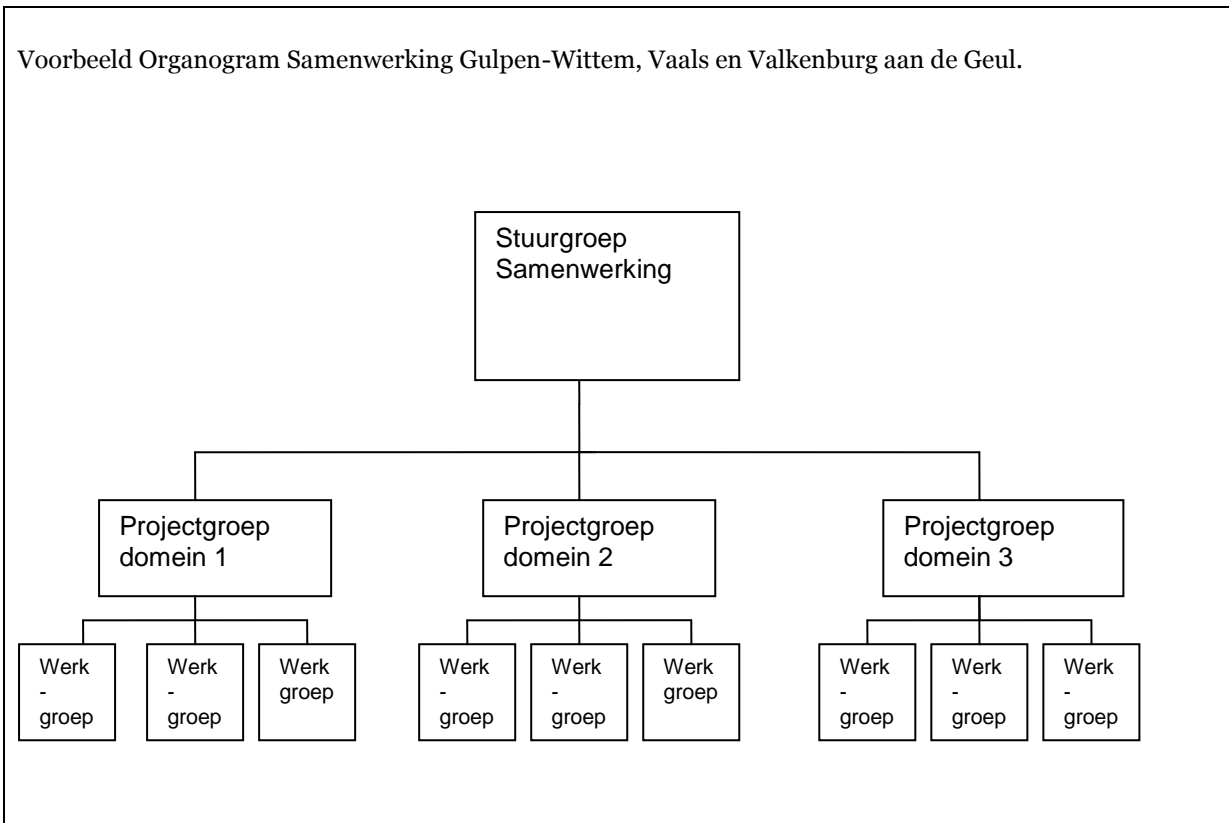 Voorbeeld Organogram Samenwerking Gulpen-Wittem, Vaals en Valkenburg aan de Geul.
Stuurgroep
Samenwerking
Projectgroep
domein 1
Projectgroep
domein 2
Projectgroep
domein 3
Werk
-
groep
Werk
-
groep
Werk
groep
Werk
-
groep
Werk
-
groep
Werk
groep
Werk
-
groep
Werk
-
groep
Werk
-
groep